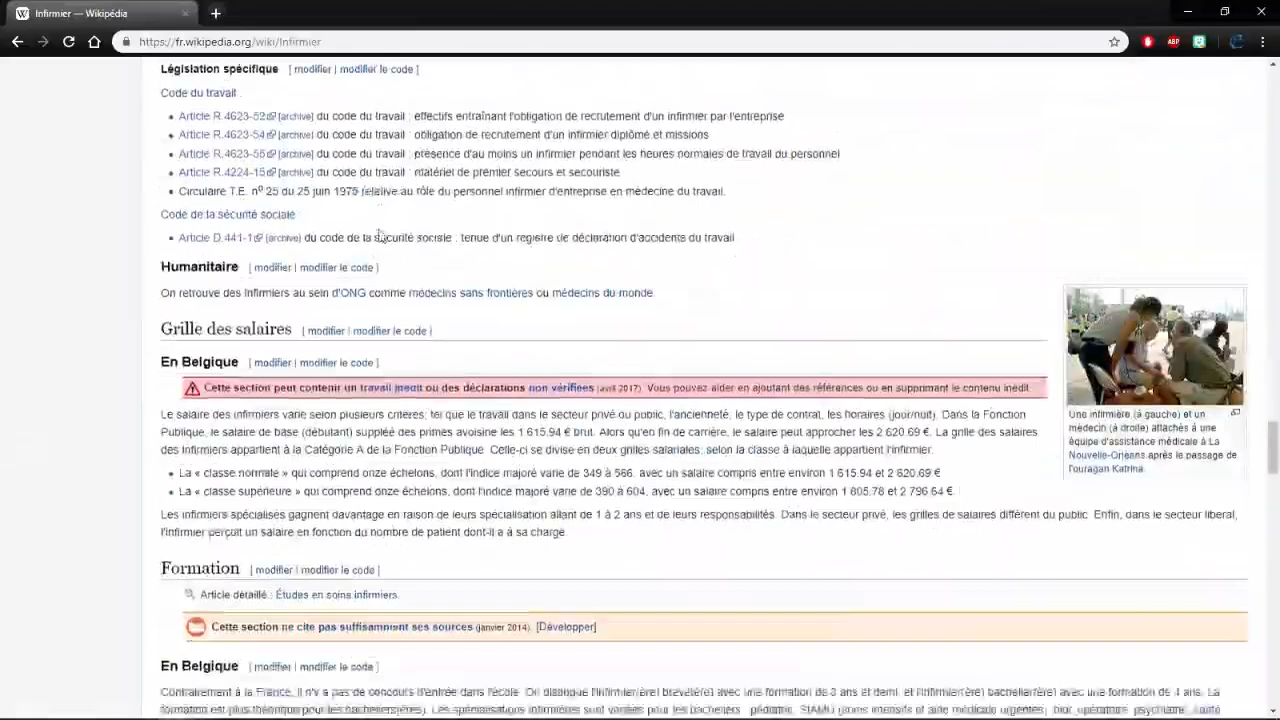 Infirmier — Wikipédia
https://fr.wikipedia.org/wiki/Infirmier
ABP
Législation spécifique [ modifier | modifier le code ]
Code du travail :
Article R.4623-52 [archive] du code du travail : effectifs entraînant l'obligation de recrutement d'un infirmier par l'entreprise
Article R.4623-54 [archive] du code du travail : obligation de recrutement d'un infirmier diplômé et missions
Article R.4623-56 [archive] du code du travail : présence d'au moins un infirmier pendant les heures normales de travail du personnel
Article R.4224-15 [archive] du code du travail : matériel de premier secours et secouriste
Circulaire T.E. nº 25 du 25 juin 1975 relative au rôle du personnel infirmier d'entreprise en médecine du travail.
Code de la sécurité sociale
Article D.441-1 [archive] du code de la sécurité sociale : tenue d'un registre de déclaration d'accidents du travail
Humanitaire [ modifier | modifier le code ]
On retrouve des infirmiers au sein d'ONG comme médecins sans frontières ou médecins du monde.
Grille des salaires [ modifier | modifier le code ]
En Belgique [ modifier | modifier le code ]
Cette section peut contenir un travail inédit ou des déclarations non vérifiées (avril 2017). Vous pouvez aider en ajoutant des références ou en supprimant le contenu inédit.
Le salaire des infirmiers varie selon plusieurs critères; tel que le travail dans le secteur privé ou public, l'ancienneté, le type de contrat, les horaires (jour/nuit). Dans la Fonction
Publique, le salaire de base (débutant) suppléé des primes avoisine les 1 615.94 € brut. Alors qu'en fin de carrière, le salaire peut approcher les 2 620.69 €. La grille des salaires
des infirmiers appartient à la Catégorie A de la Fonction Publique. Celle-ci se divise en deux grilles salariales; selon la classe à laquelle appartient l'infirmier.
La « classe normale » qui comprend onze échelons, dont l'indice majoré varie de 349 à 566, avec un salaire compris entre environ 1 615.94 et 2 620.69 €
La « classe supérieure » qui comprend onze échelons, dont l'indice majoré varie de 390 à 604, avec un salaire compris entre environ 1 805.78 et 2 796.64 €.
Les infirmiers spécialisés gagnent davantage en raison de leurs spécialisation allant de 1 à 2 ans et de leurs responsabilités. Dans le secteur privé, les grilles de salaires diffèrent du public. Enfin, dans le secteur libéral,
l'infirmier perçoit un salaire en fonction du nombre de patient dont-il a à sa charge.
Une infirmière (à gauche) et un
médecin (à droite) attachés à une
équipe d'assistance médicale à La
Nouvelle-Orléans après le passage de
l'ouragan Katrina.
Formation [ modifier | modifier le code ]
Article détaillé : Études en soins infirmiers.
Cette section ne cite pas suffisamment ses sources (janvier 2014). [Développer]
En Belgique [ modifier | modifier le code ]
Contrairement à la France, il n'y a pas de concours d'entrée dans l'école. On distingue l'infirmier(ère) breveté(e) avec une formation de 3 ans et demi, et l'infirmier(ère) bachelier(ère) avec une formation de 4 ans. La
formation est plus théorique pour les bacheliers(ères). Les spécialisations infirmières sont variées pour les bacheliers : pédiatrie, SIAMU (soins intensifs et aide médicale urgente), bloc opératoire, psychiatrie, santé